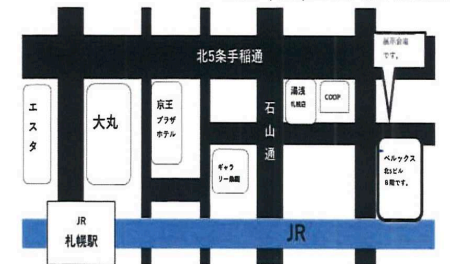 北5条手稲通
展示会場
です。
エ
ス
タ
大丸
京王
プラザ
ホテル
石
山
通
湯浅
札幌店
COOP
ギャラ
リー
ベルックス
北5ビル
8階です。
JR
札幌駅
JR